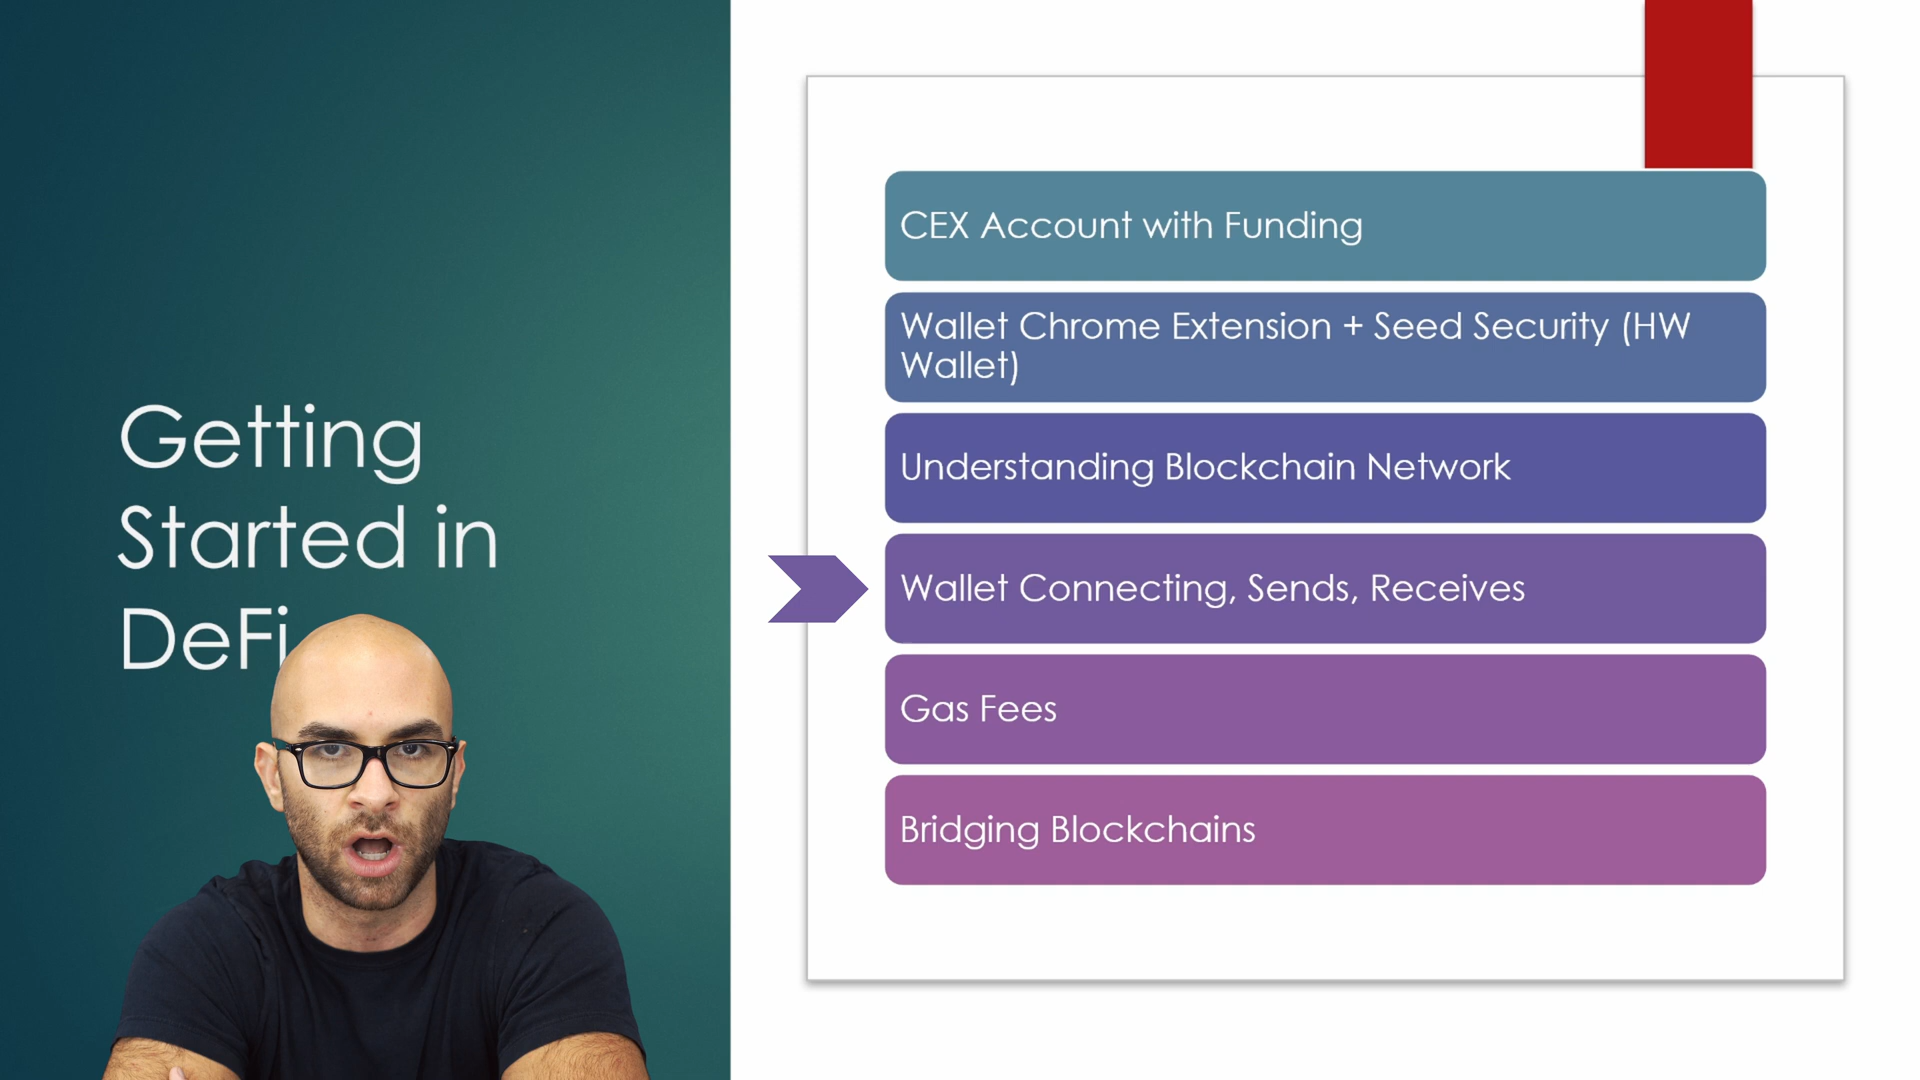 Getting
Started in
DeFi
CEX Account with Funding
Wallet Chrome Extension + Seed Security (HW
Wallet)
Understanding Blockchain Network
Wallet Connecting, Sends, Receives
Gas Fees
Bridging Blockchains